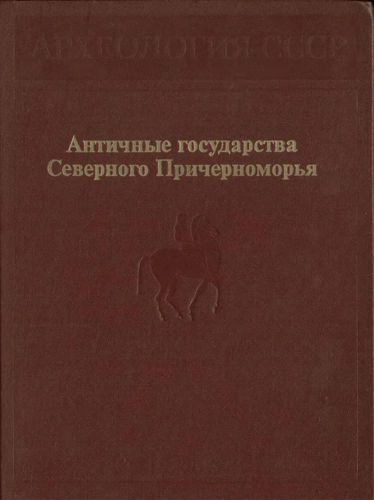 АРХЕОЛОГИЯ СССР
Античные государства
Северного Причерноморья